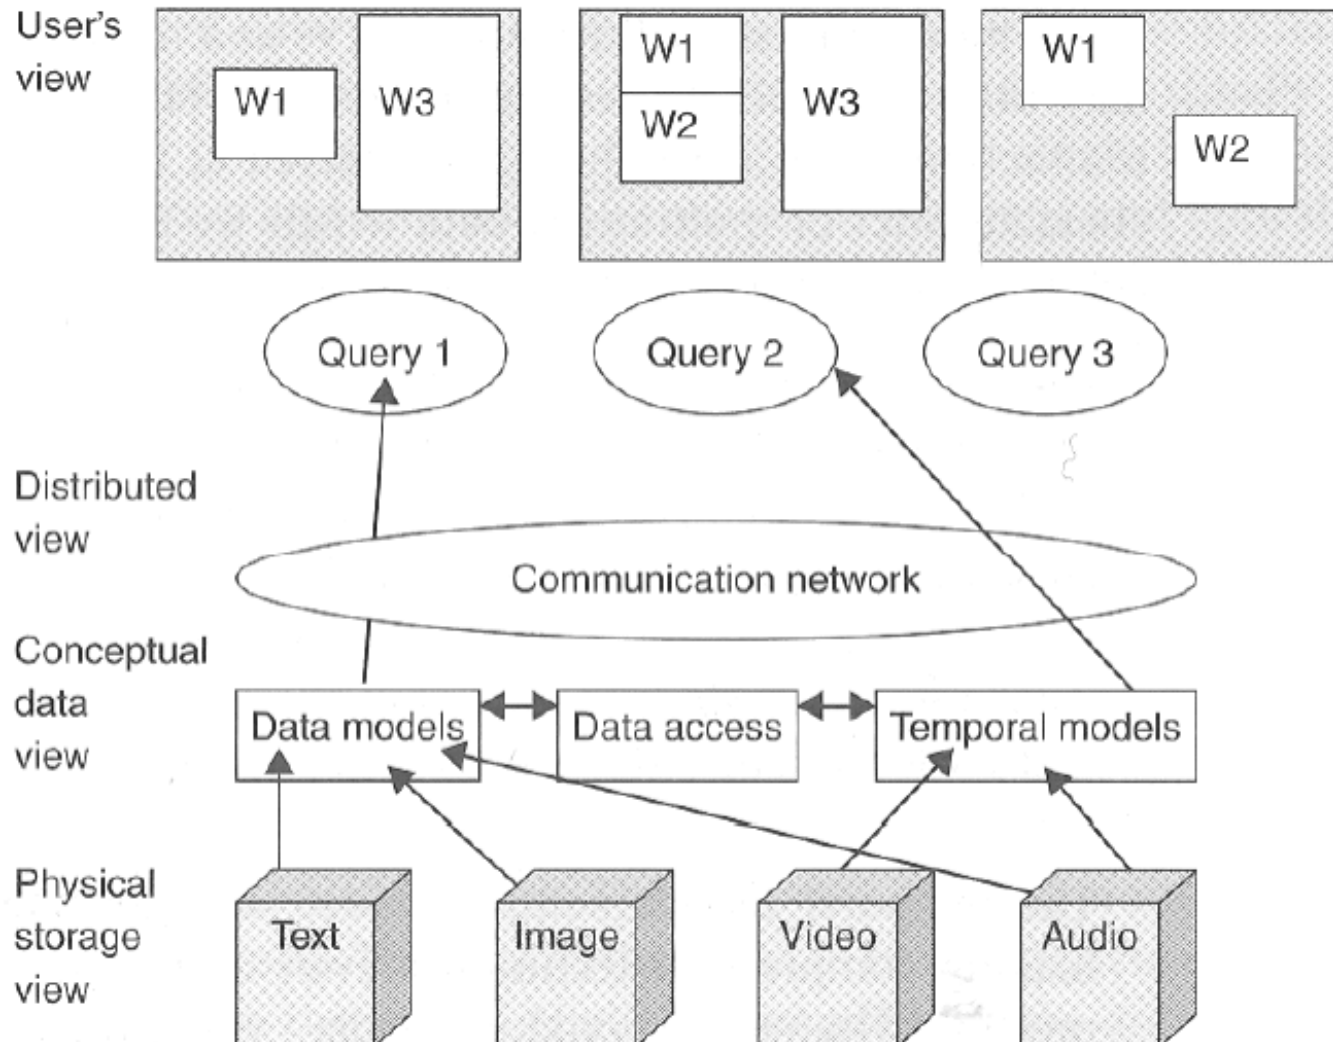 User's
view
W1
W3
W1
W2
W3
W1
W2
Query 1
Query 2
Query 3
Distributed
view
Communication network
Conceptual
data
view
Data models
Data access
Temporal models
Physical
storage
view
Text
Image
Video
Audio